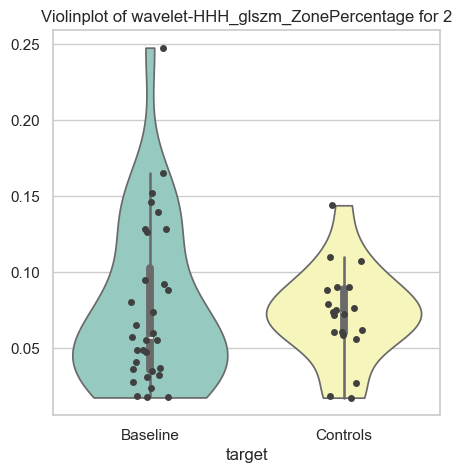 Violinplot of wavelet-HHH_glszm_ZonePercentage for 2
0.25
0.20
0.15
0.10
0.05
Baseline
Controls
target